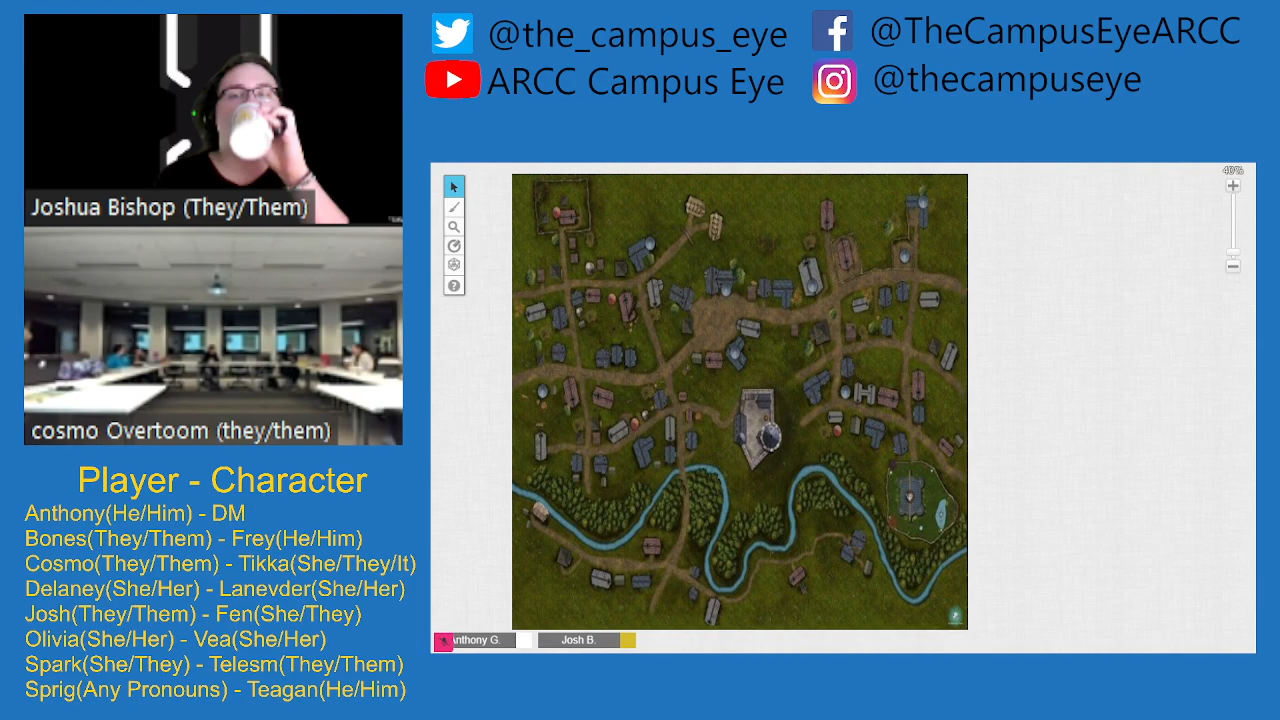 @the_campus_eye
@TheCampusEyeARCC
ARCC Campus Eye
@thecampuseye
Joshua Bishop (They/Them)
cosmo Overtoom (they/them)
Player - Character
Anthony(He/Him) - DM
Bones(They/Them) - Frey(He/Him)
Cosmo(They/Them) - Tikka(She/They/It)
Delaney(She/Her) - Lanevder(She/Her)
Josh(They/Them) - Fen(She/They)
Olivia(She/Her) - Vea(She/Her)
Spark(She/They) - Telesm(They/Them)
Sprig(Any Pronouns) - Teagan(He/Him)
40%
Anthony G.
Josh B.